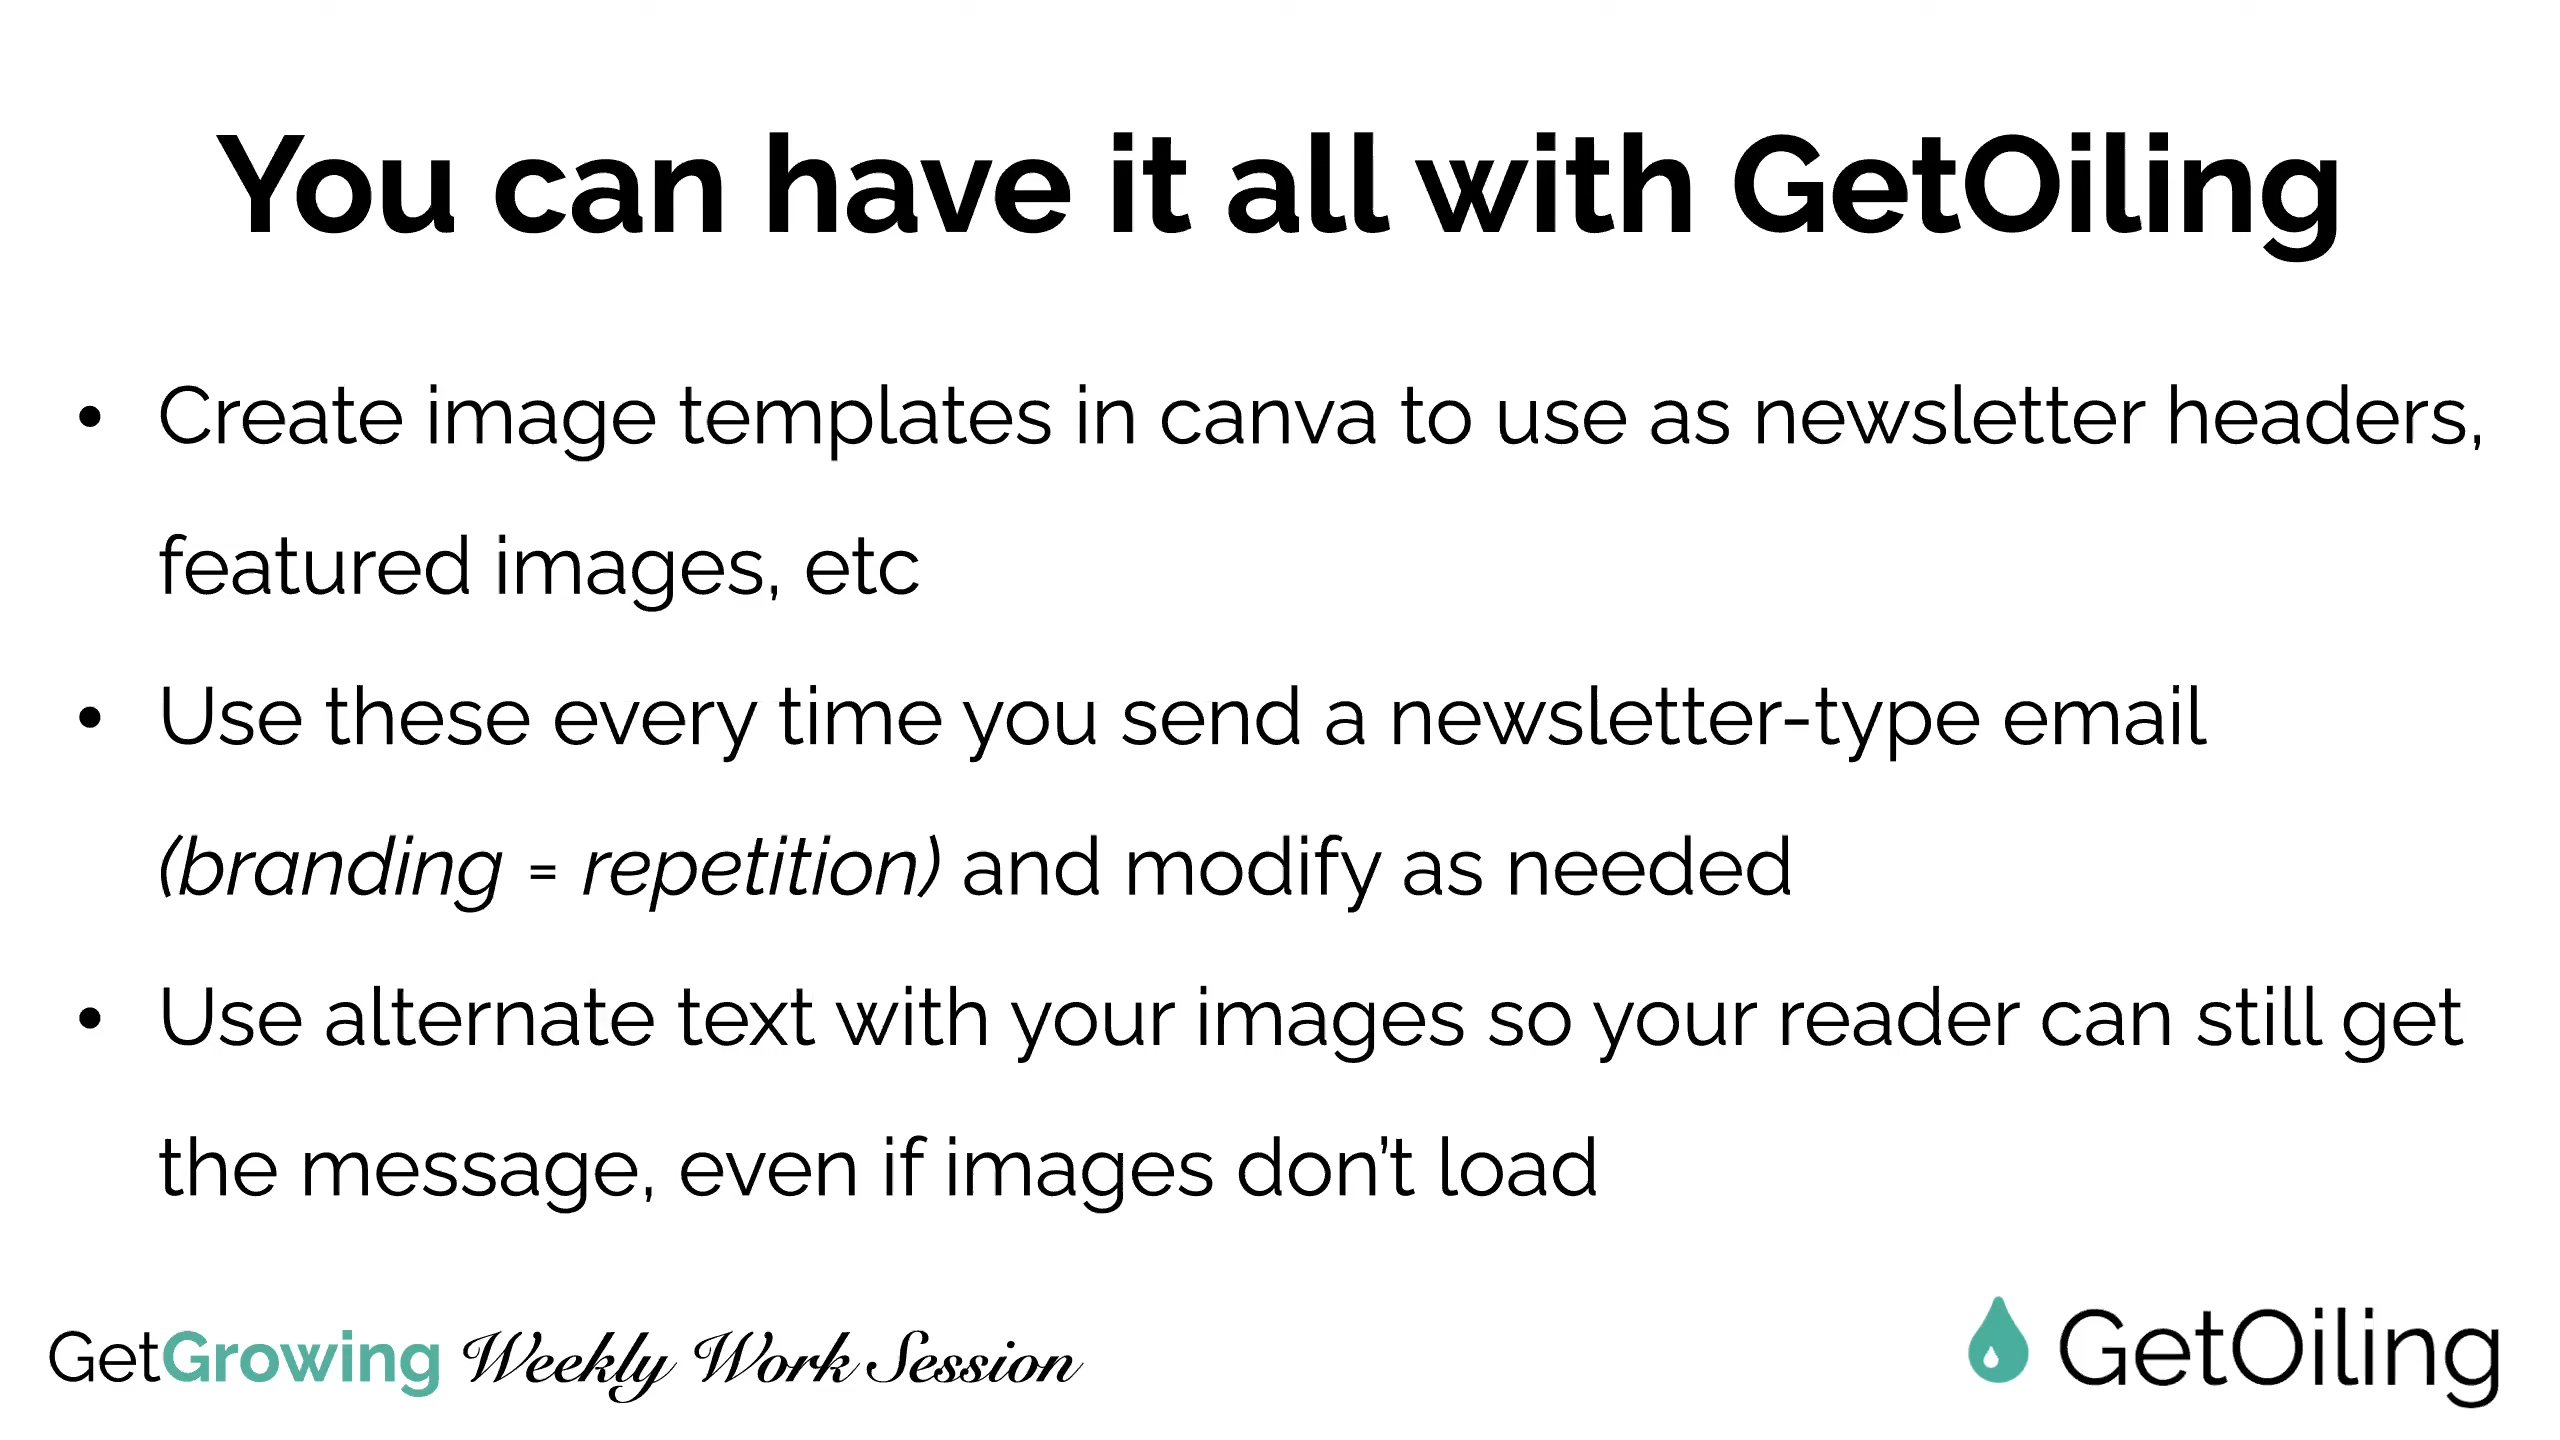 You can have it all with GetOiling
• Create image templates in canva to use as newsletter headers,
featured images, etc
• Use these every time you send a newsletter-type email
(branding = repetition) and modify as needed
• Use alternate text with your images so your reader can still get
the message, even if images don’t load
GetGrowing Weekly Work Session
GetOiling